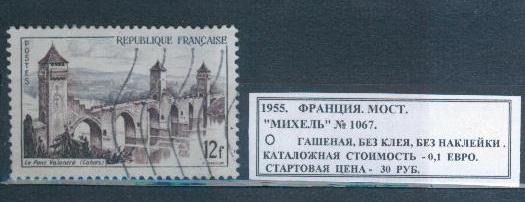 REPUBLIQUE FRANÇAISE
POSTES
12f
Le Pont Valentré (Cahors)
1955. ФРАНЦИЯ. МОСТ.
"МИХЕЛЬ" № 1067.
О ГАШЕНАЯ, БЕЗ КЛЕЯ, БЕЗ НАКЛЕЙКИ.
КАТАЛОЖНАЯ СТОИМОСТЬ - 0,1 ЕВРО.
СТАРТОВАЯ ЦЕНА - 30 РУБ.